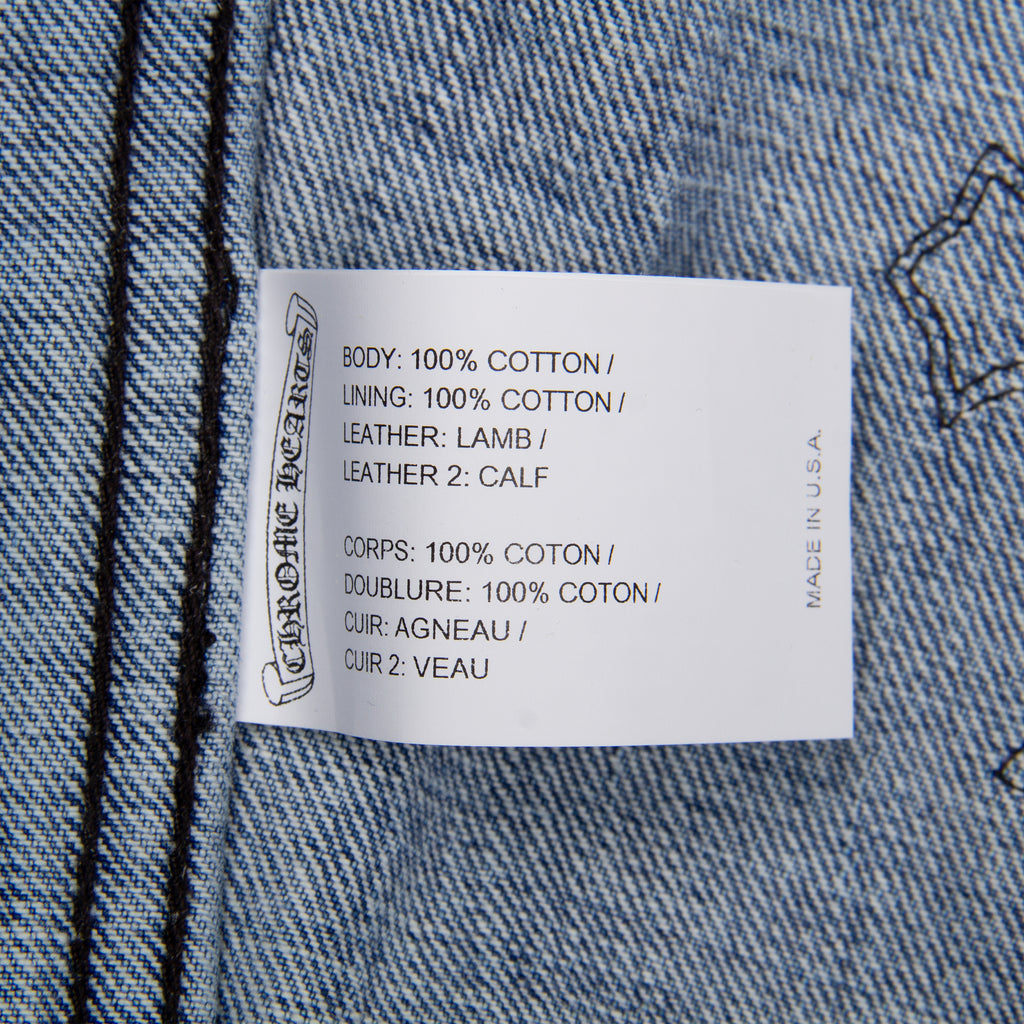 CHROME HEARTS
BODY: 100% COTTON /
LINING: 100% COTTON /
LEATHER: LAMB /
LEATHER 2: CALF
CORPS: 100% COTON /
DOUBLURE: 100% COTON /
CUIR: AGNEAU /
CUIR 2: VEAU
MADE IN U.S.A.